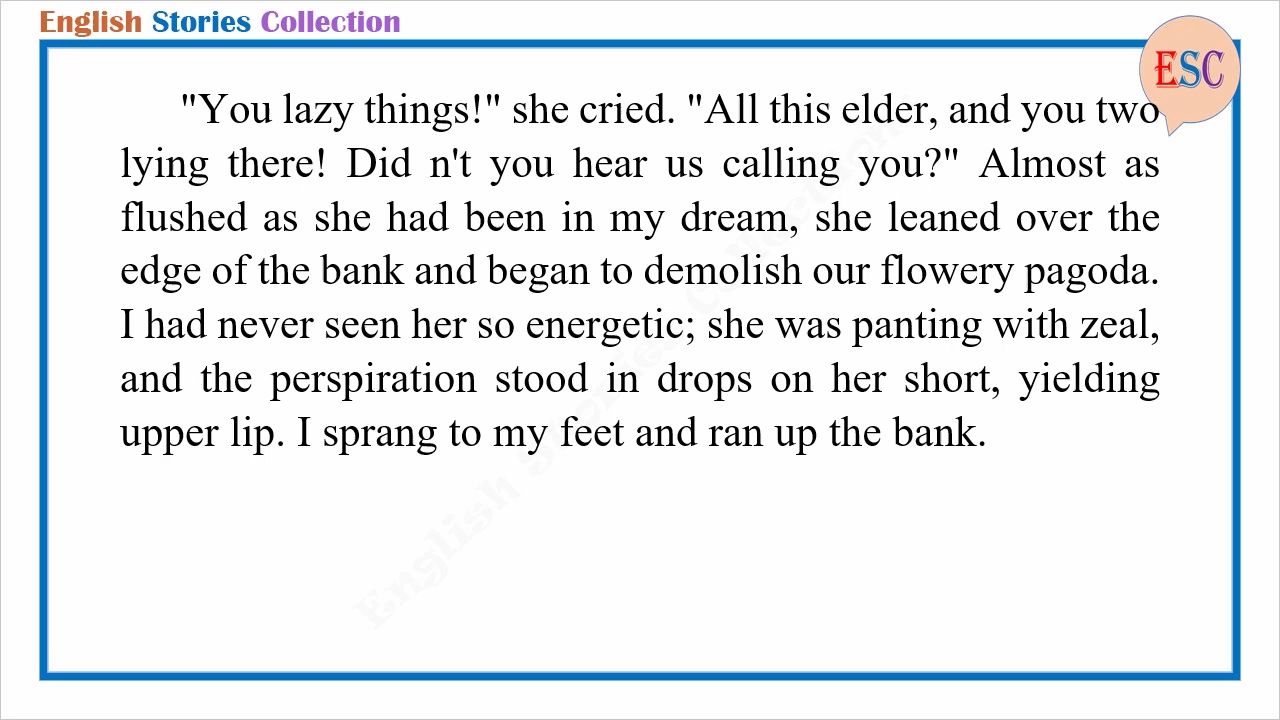 English Stories Collection
ESC
"You lazy things!" she cried. "All this elder, and you two
lying there! Did n't you hear us calling you?" Almost as
flushed as she had been in my dream, she leaned over the
edge of the bank and began to demolish our flowery pagoda.
I had never seen her so energetic; she was panting with zeal,
and the perspiration stood in drops on her short, yielding
upper lip. I sprang to my feet and ran up the bank.
English Stories Collection